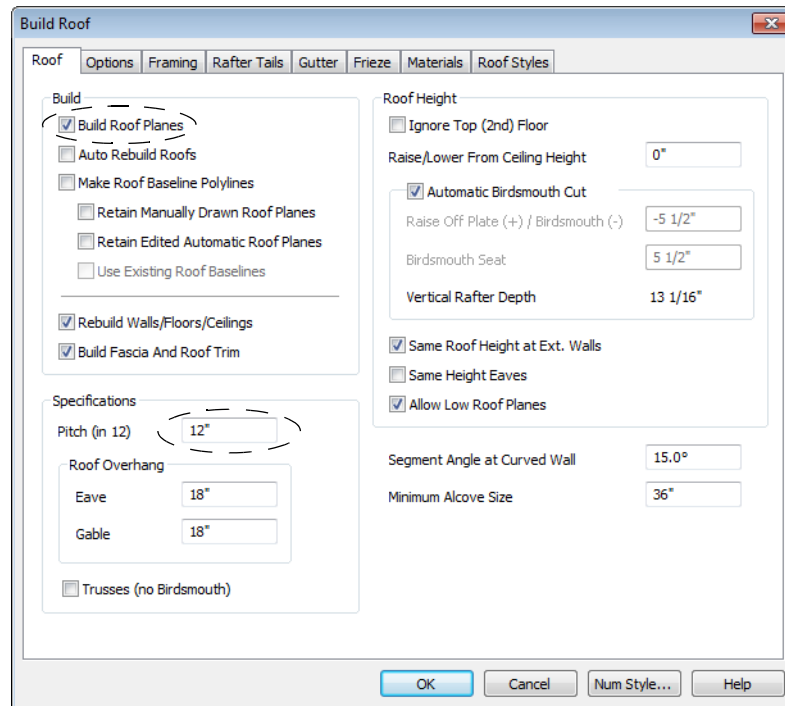 Build Roof
Roof Options Framing Rafter Tails Gutter Frieze Materials Roof Styles
Build
Build Roof Planes
Auto Rebuild Roofs
Make Roof Baseline Polylines
Retain Manually Drawn Roof Planes
Retain Edited Automatic Roof Planes
Use Existing Roof Baselines
Rebuild Walls/Floors/Ceilings
Build Fascia And Roof Trim
Specifications
Pitch (in 12) 12"
Roof Overhang
Eave 18"
Gable 18"
Trusses (no Birdsmouth)
Roof Height
Ignore Top (2nd) Floor
Raise/Lower From Ceiling Height 0"
Automatic Birdsmouth Cut
Raise Off Plate (+) / Birdsmouth (-) -5 1/2"
Birdsmouth Seat 5 1/2"
Vertical Rafter Depth 13 1/16"
Same Roof Height at Ext. Walls
Same Height Eaves
Allow Low Roof Planes
Segment Angle at Curved Wall 15.0°
Minimum Alcove Size 36"
OK Cancel Num Style... Help